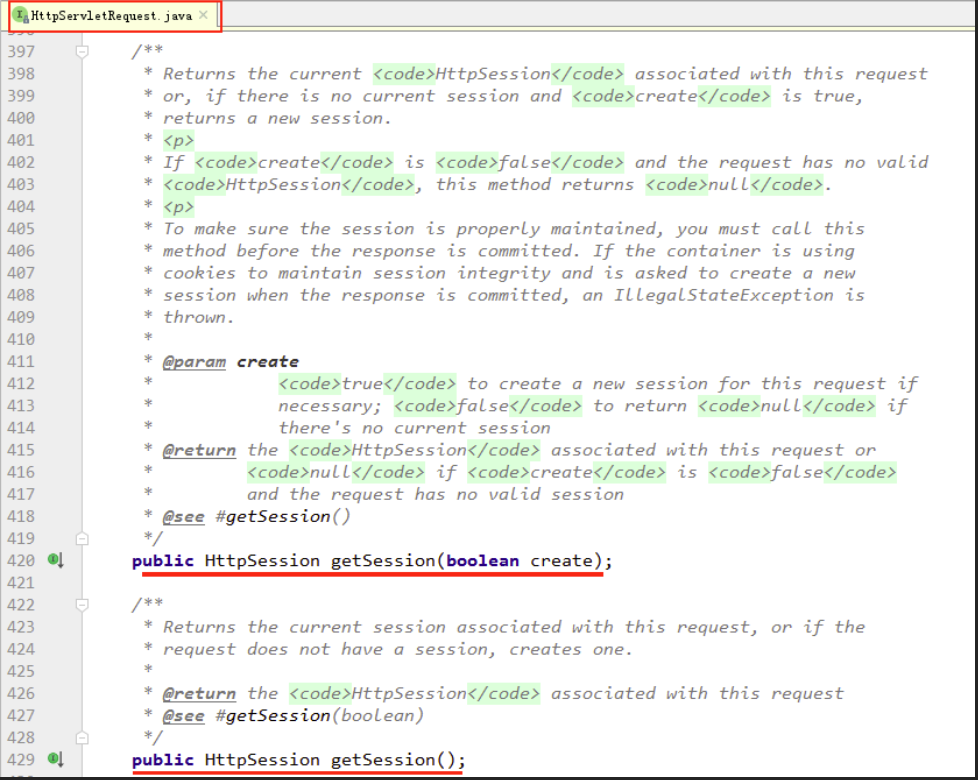 HttpServletRequest.java ×
397 /**
398 * Returns the current <code>HttpSession</code> associated with this request
399 * or, if there is no current session and <code>create</code> is true,
400 * returns a new session.
401 * <p>
402 * If <code>create</code> is <code>false</code> and the request has no valid
403 * <code>HttpSession</code>, this method returns <code>null</code>.
404 * <p>
405 * To make sure the session is properly maintained, you must call this
406 * method before the response is committed. If the container is using
407 * cookies to maintain session integrity and is asked to create a new
408 * session when the response is committed, an IllegalStateException is
409 * thrown.
410 *
411 * @param create
412 * <code>true</code> to create a new session for this request if
413 * necessary; <code>false</code> to return <code>null</code> if
414 * there's no current session
415 * @return the <code>HttpSession</code> associated with this request or
416 * <code>null</code> if <code>create</code> is <code>false</code>
417 * and the request has no valid session
418 * @see #getSession()
419 */
420 public HttpSession getSession(boolean create);
421
422 /**
423 * Returns the current session associated with this request, or if the
424 * request does not have a session, creates one.
425 *
426 * @return the <code>HttpSession</code> associated with this request
427 * @see #getSession(boolean)
428 */
429 public HttpSession getSession();